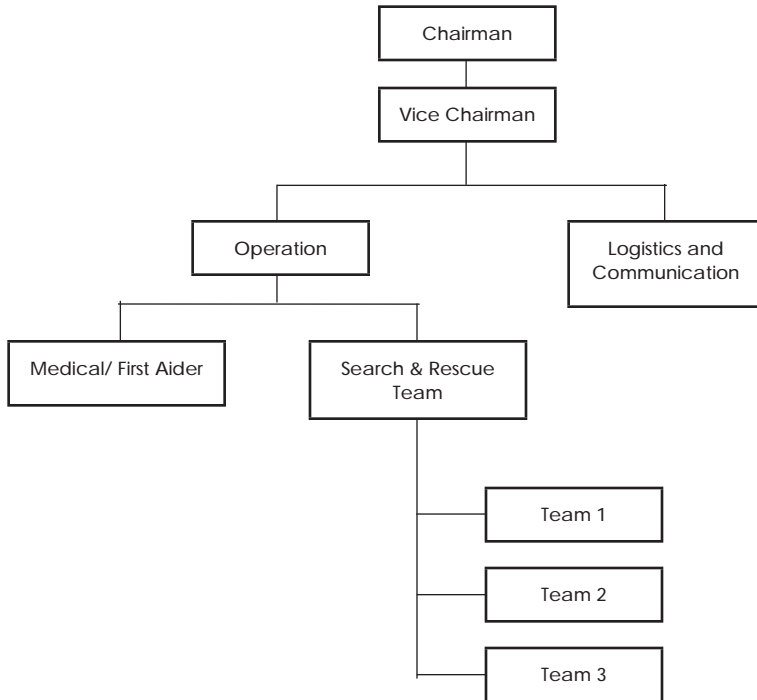 Chairman
Vice Chairman
Operation
Logistics and
Communication
Medical/ First Aider
Search & Rescue
Team
Team 1
Team 2
Team 3